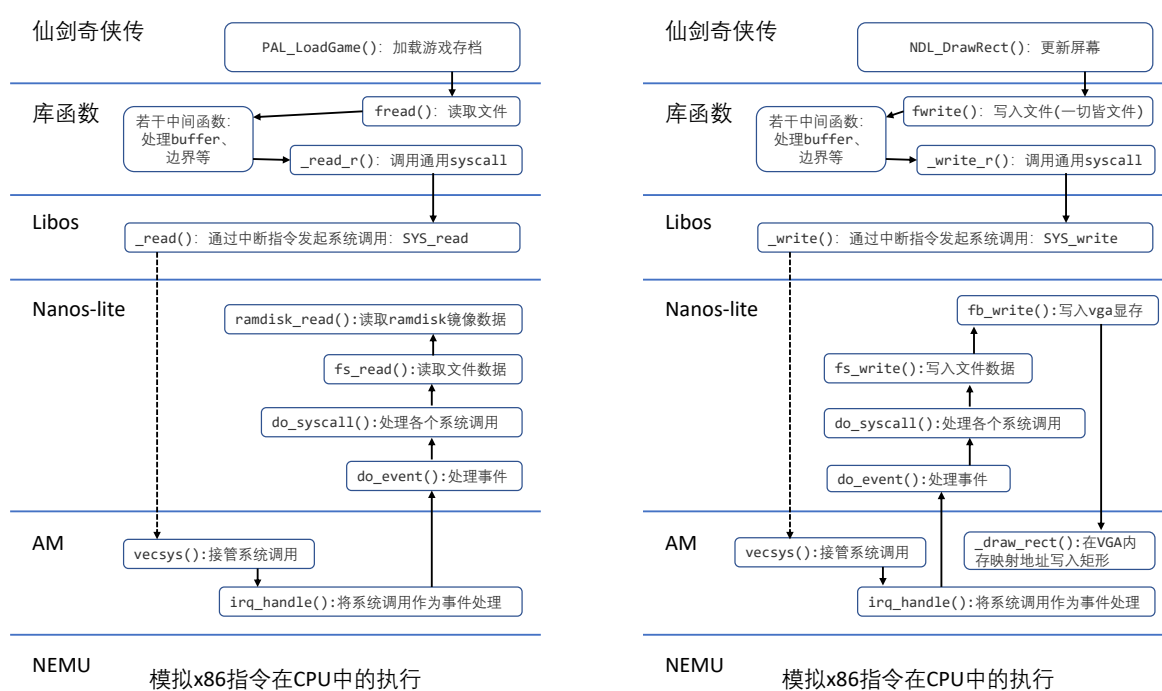 仙剑奇侠传
PAL_LoadGame(): 加载游戏存档
库函数
fread(): 读取文件
若干中间函数:
处理buffer、
边界等
_read_r(): 调用通用syscall
Libos
_read(): 通过中断指令发起系统调用: SYS_read
Nanos-lite
ramdisk_read():读取ramdisk镜像数据
fs_read():读取文件数据
do_syscall():处理各个系统调用
do_event():处理事件
AM
vecsys():接管系统调用
irq_handle():将系统调用作为事件处理
NEMU
模拟x86指令在CPU中的执行
仙剑奇侠传
NDL_DrawRect(): 更新屏幕
库函数
fwrite(): 写入文件(一切皆文件)
若干中间函数:
处理buffer、
边界等
_write_r(): 调用通用syscall
Libos
_write(): 通过中断指令发起系统调用: SYS_write
Nanos-lite
fb_write():写入vga显存
fs_write():写入文件数据
do_syscall():处理各个系统调用
do_event():处理事件
AM
vecsys():接管系统调用
_draw_rect():在VGA内
存映射地址写入矩形
irq_handle():将系统调用作为事件处理
NEMU
模拟x86指令在CPU中的执行